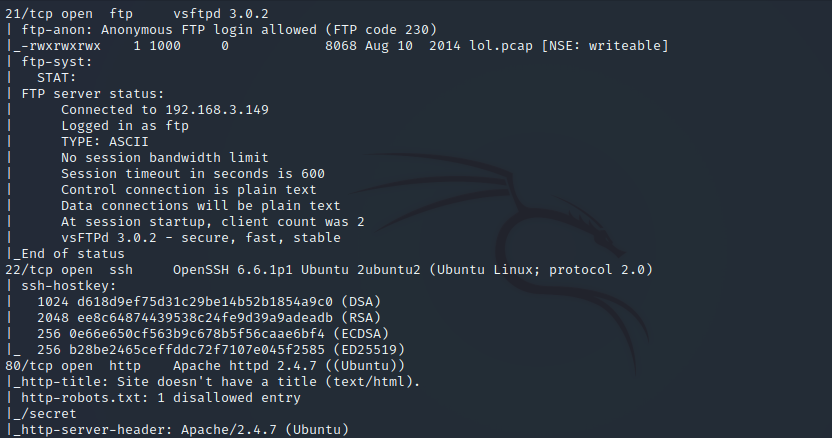 21/tcp open  ftp     vsftpd 3.0.2
| ftp-anon: Anonymous FTP login allowed (FTP code 230)
|_-rwxrwxrwx    1 1000     0            8068 Aug 10  2014 lol.pcap [NSE: writeable]
| ftp-syst:
|   STAT:
| FTP server status:
|      Connected to 192.168.3.149
|      Logged in as ftp
|      TYPE: ASCII
|      No session bandwidth limit
|      Session timeout in seconds is 600
|      Control connection is plain text
|      Data connections will be plain text
|      At session startup, client count was 2
|      vsFTPd 3.0.2 - secure, fast, stable
|_End of status
22/tcp open  ssh     OpenSSH 6.6.1p1 Ubuntu 2ubuntu2 (Ubuntu Linux; protocol 2.0)
| ssh-hostkey:
|   1024 d618d9ef75d31c29be14b52b1854a9c0 (DSA)
|   2048 ee8c64874439538c24fe9d39a9adeadb (RSA)
|   256 0e66e650cf563b9c678b5f56caae6bf4 (ECDSA)
|_  256 b28be2465ceffddc72f7107e045f2585 (ED25519)
80/tcp open  http    Apache httpd 2.4.7 ((Ubuntu))
|_http-title: Site doesn't have a title (text/html).
| http-robots.txt: 1 disallowed entry
|_/secret
|_http-server-header: Apache/2.4.7 (Ubuntu)